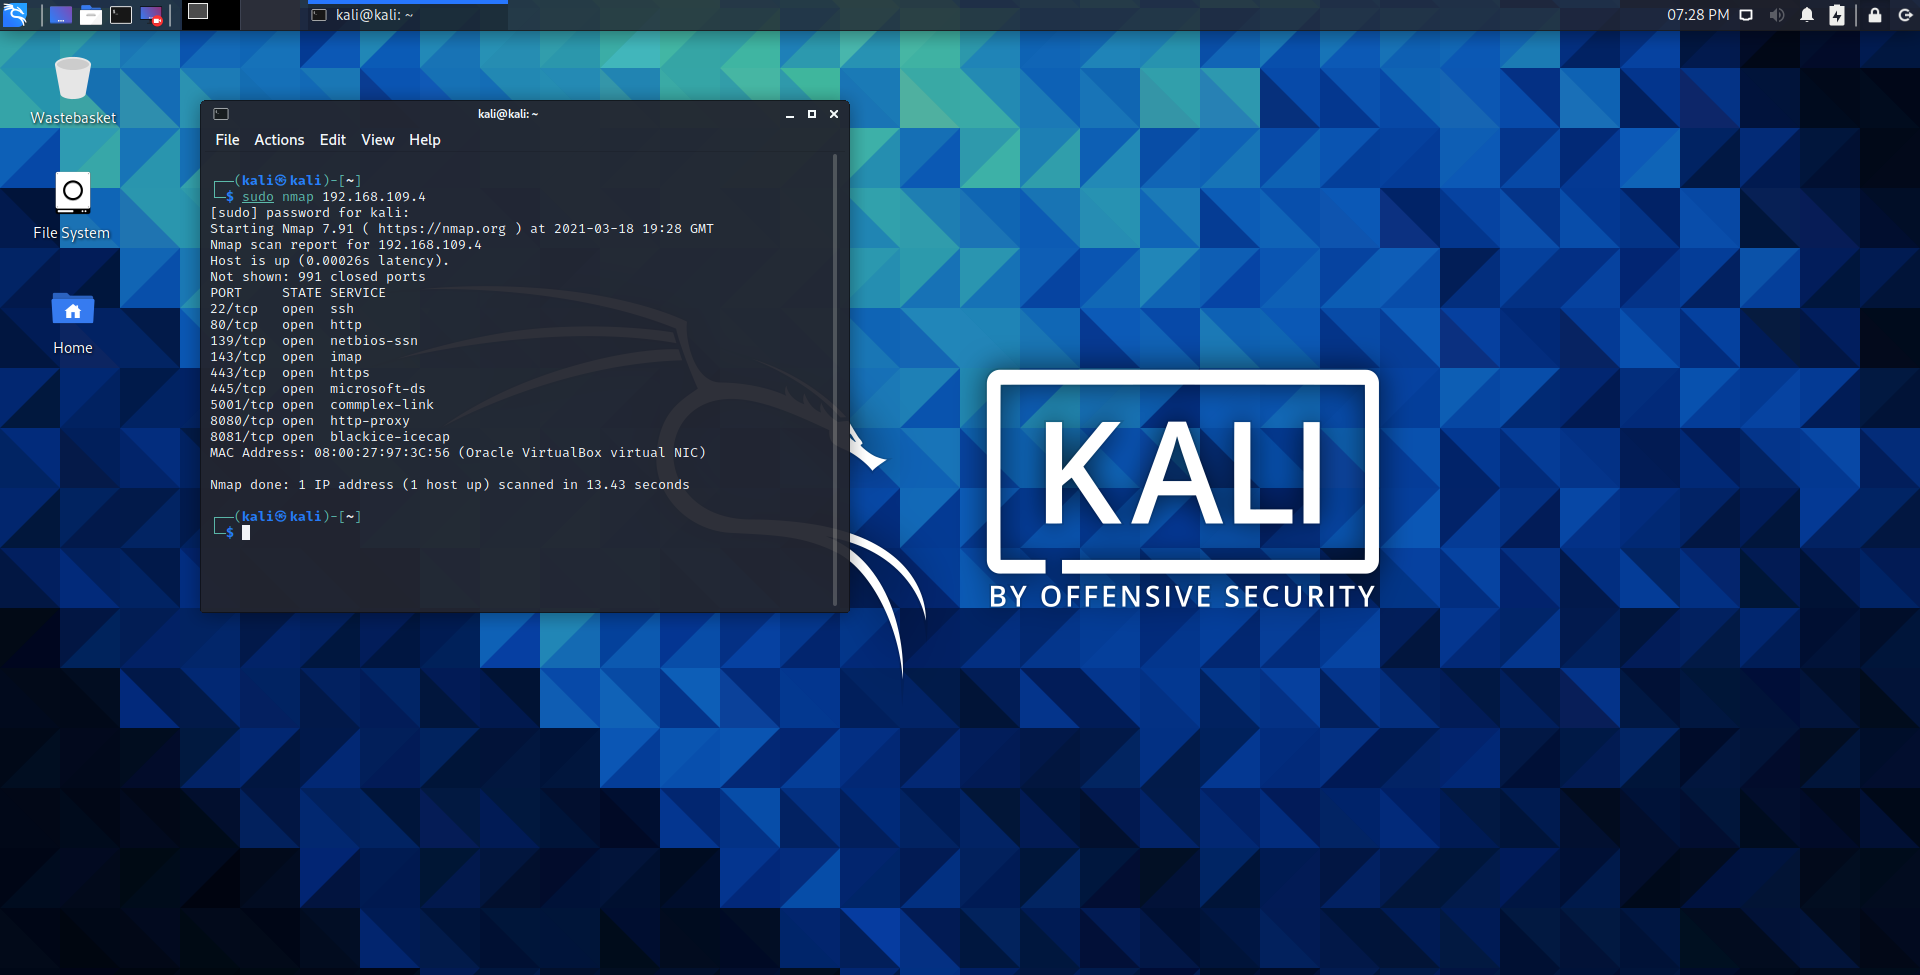 kali@kali: ~
07:28 PM
Wastebasket
File System
Home
kali@kali: ~
File Actions Edit View Help
(kali㉿kali)-[~]
$ sudo nmap 192.168.109.4
[sudo] password for kali:
Starting Nmap 7.91 ( https://nmap.org ) at 2021-03-18 19:28 GMT
Nmap scan report for 192.168.109.4
Host is up (0.00026s latency).
Not shown: 991 closed ports
PORT     STATE SERVICE
22/tcp   open  ssh
80/tcp   open  http
139/tcp  open  netbios-ssn
143/tcp  open  imap
443/tcp  open  https
445/tcp  open  microsoft-ds
5001/tcp open  commplex-link
8080/tcp open  http-proxy
8081/tcp open  blackice-icecap
MAC Address: 08:00:27:97:3C:56 (Oracle VirtualBox virtual NIC)
Nmap done: 1 IP address (1 host up) scanned in 13.43 seconds
(kali㉿kali)-[~]
$
KALI
BY OFFENSIVE SECURITY